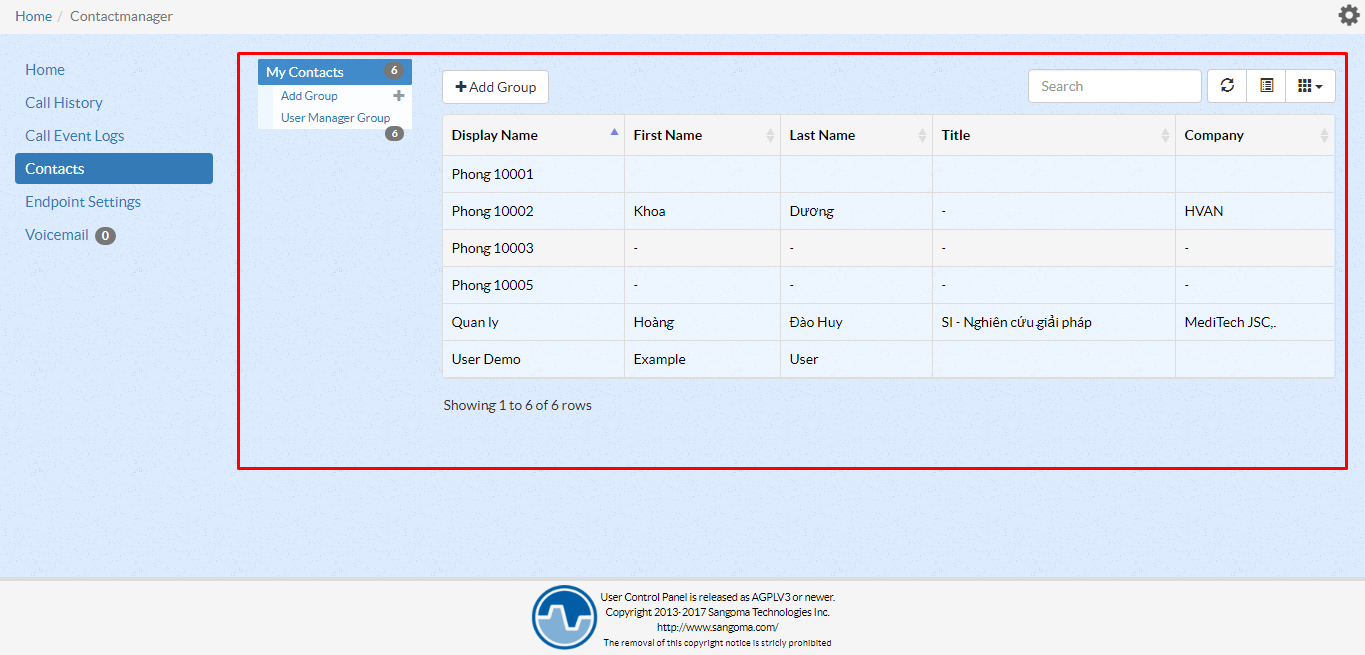 Home / Contactmanager
Home
Call History
Call Event Logs
Contacts
Endpoint Settings
Voicemail 0
My Contacts 6
Add Group
User Manager Group
6
Add Group
Search
Display Name First Name Last Name Title Company
Phong 10001
Phong 10002 Khoa Dương - HVAN
Phong 10003 - - - -
Phong 10005 - - - -
Quan ly Hoàng Đào Huy SI - Nghiên cứu giải pháp MediTech JSC,.
User Demo Example User
Showing 1 to 6 of 6 rows
User Control Panel is released as AGPLV3 or newer.
Copyright 2013-2017 Sangoma Technologies Inc.
http://www.sangoma.com/
The removal of this copyright notice is stricly prohibited